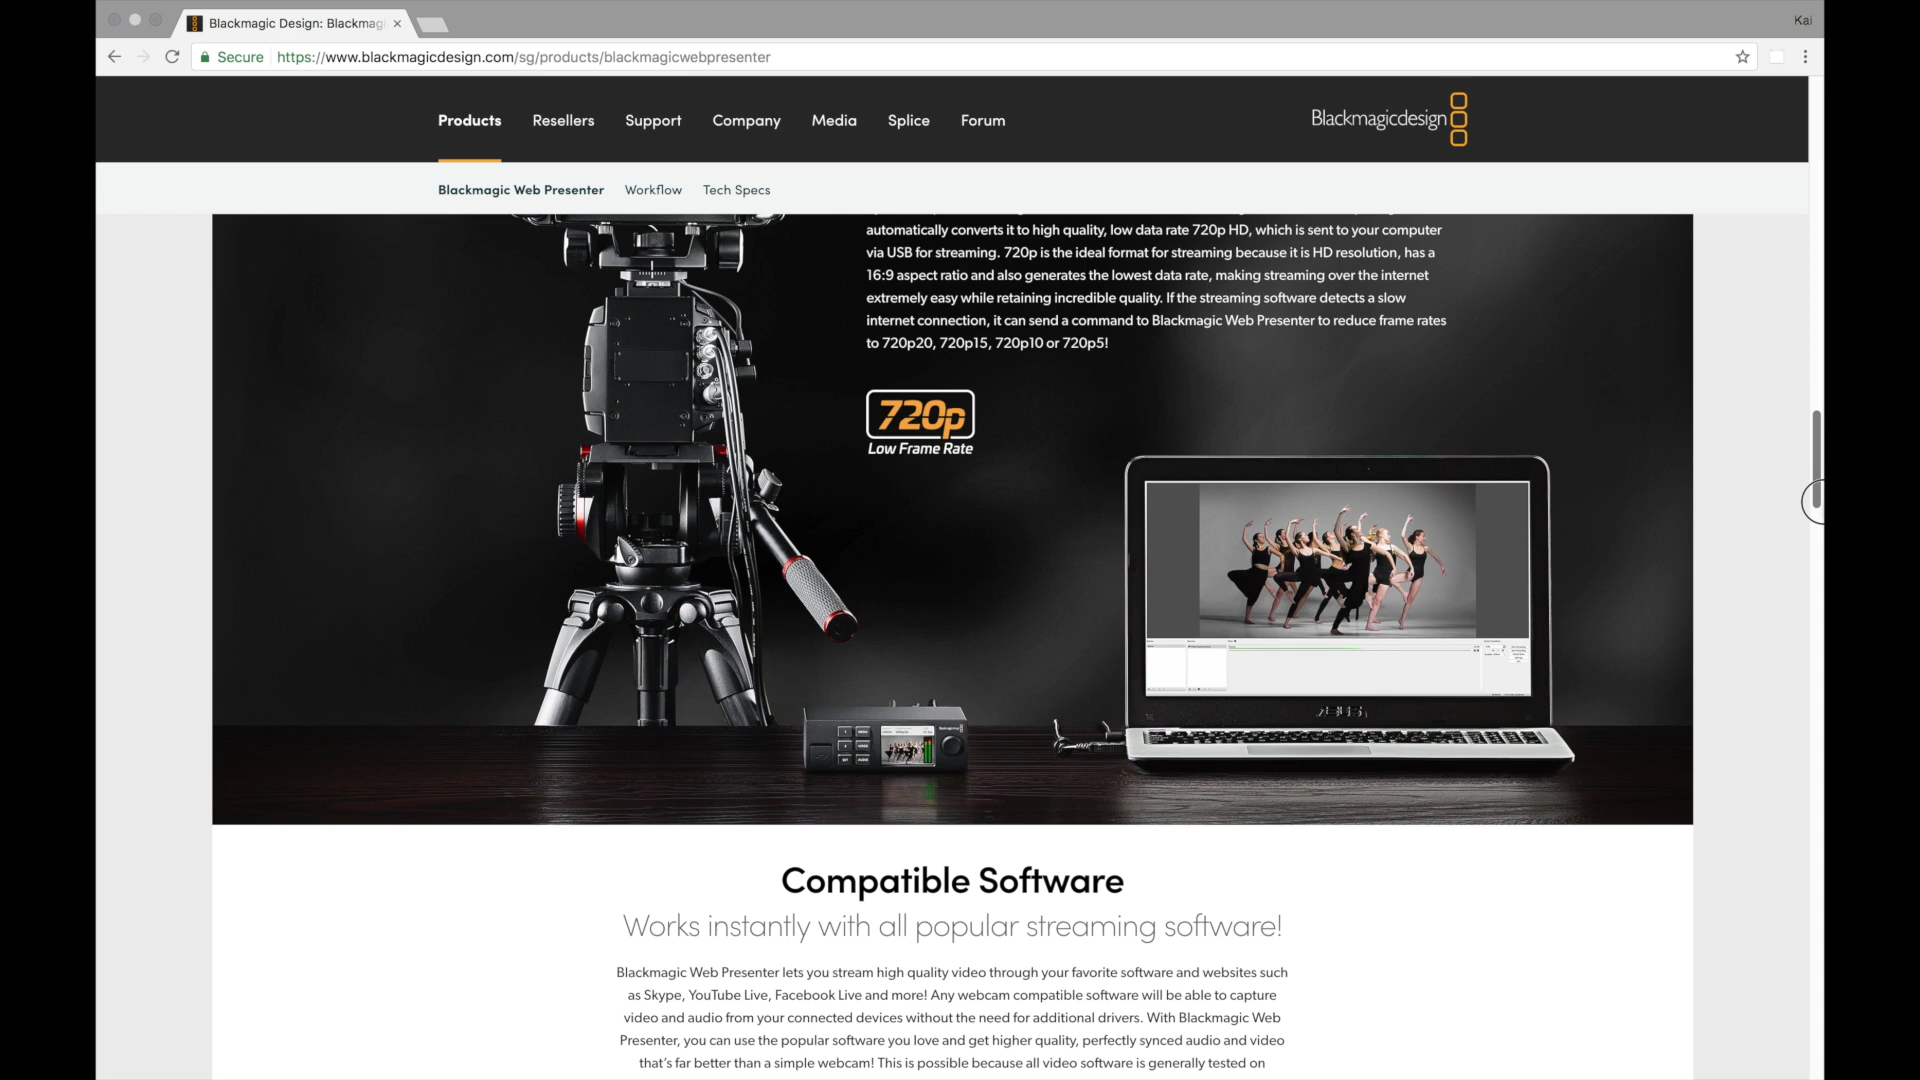 Blackmagic Design: Blackmag
Kai
Secure
https://www.blackmagicdesign.com/sg/products/blackmagicwebpresenter
Products Resellers Support Company Media Splice Forum
Blackmagicdesign
Blackmagic Web Presenter Workflow Tech Specs
automatically converts it to high quality, low data rate 720p HD, which is sent to your computer
via USB for streaming. 720p is the ideal format for streaming because it is HD resolution, has a
16:9 aspect ratio and also generates the lowest data rate, making streaming over the internet
extremely easy while retaining incredible quality. If the streaming software detects a slow
internet connection, it can send a command to Blackmagic Web Presenter to reduce frame rates
to 720p20, 720p15, 720p10 or 720p5!
720p
Low Frame Rate
ASUS
Compatible Software
Works instantly with all popular streaming software!
Blackmagic Web Presenter lets you stream high quality video through your favorite software and websites such
as Skype, YouTube Live, Facebook Live and more! Any webcam compatible software will be able to capture
video and audio from your connected devices without the need for additional drivers. With Blackmagic Web
Presenter, you can use the popular software you love and get higher quality, perfectly synced audio and video
that's far better than a simple webcam! This is possible because all video software is generally tested on